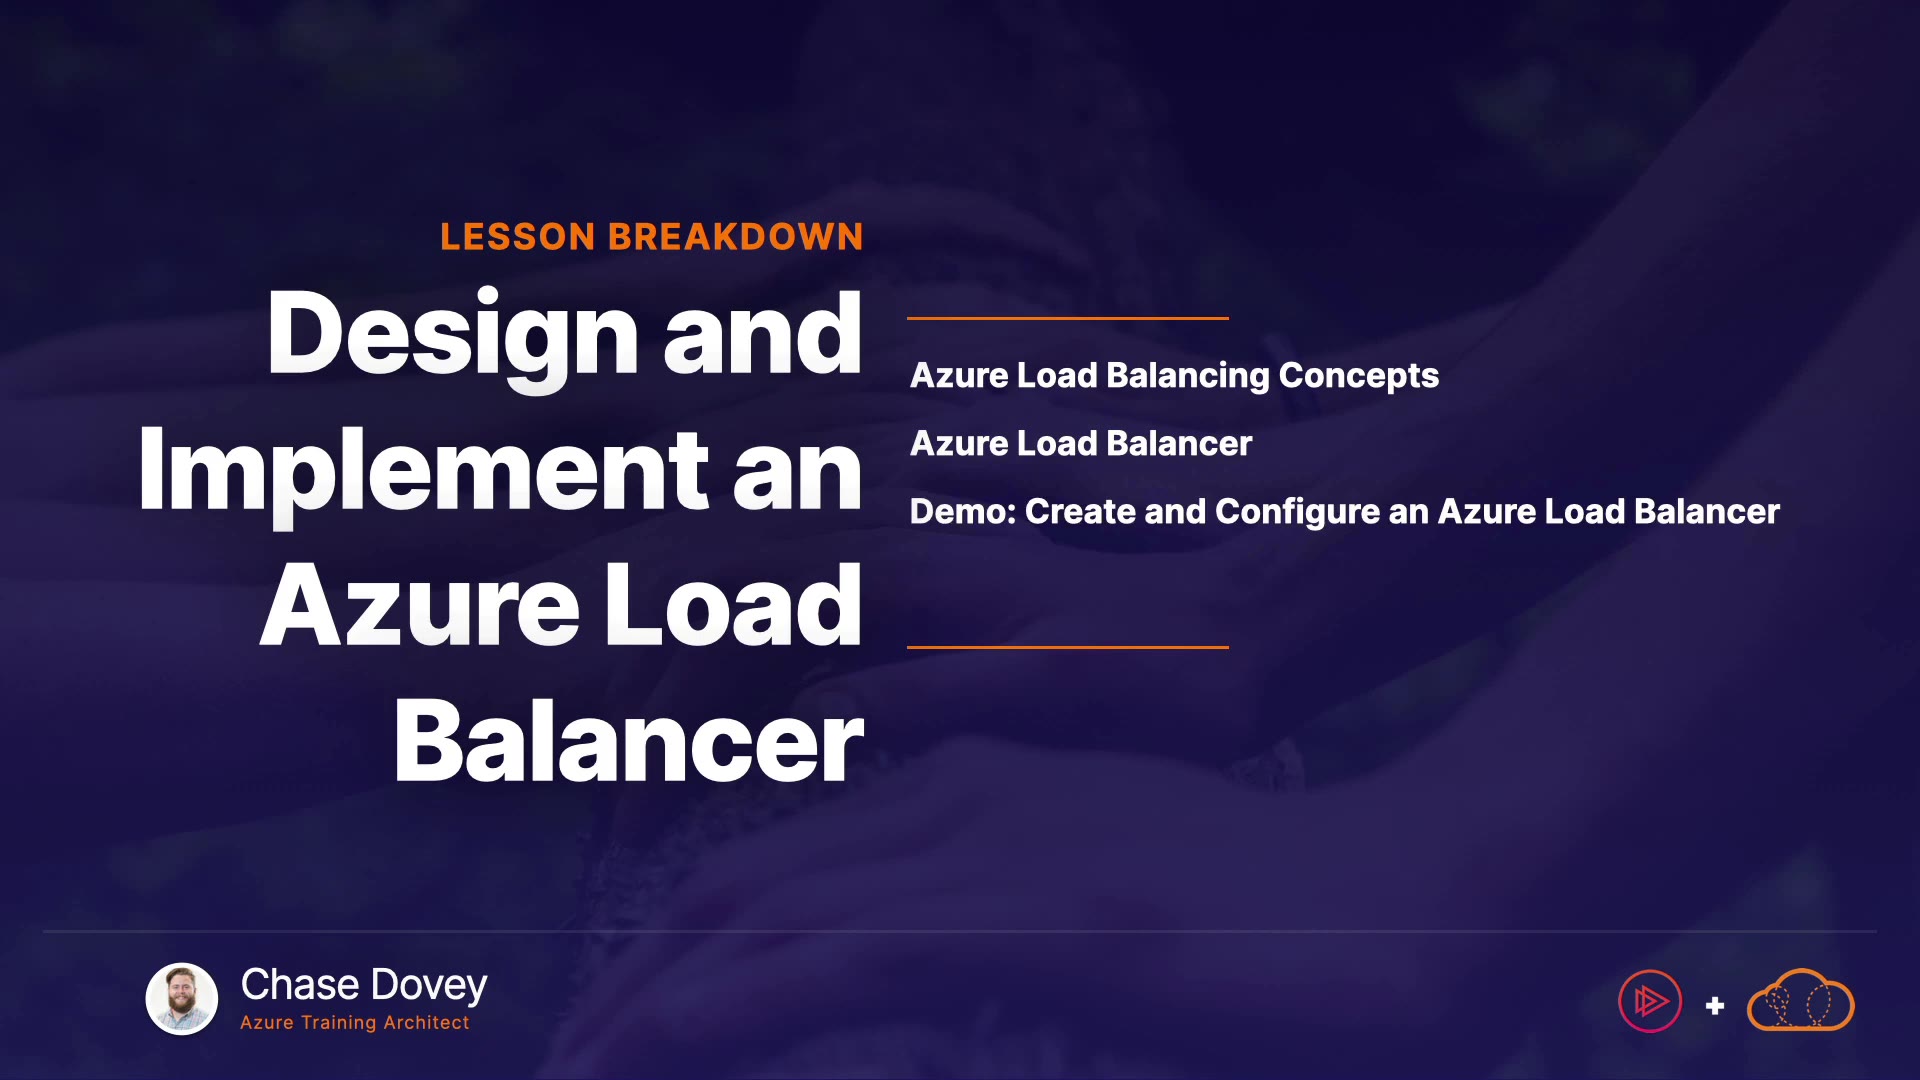 LESSON BREAKDOWN
Design and
Implement an
Azure Load
Balancer
Azure Load Balancing Concepts
Azure Load Balancer
Demo: Create and Configure an Azure Load Balancer
Chase Dovey
Azure Training Architect